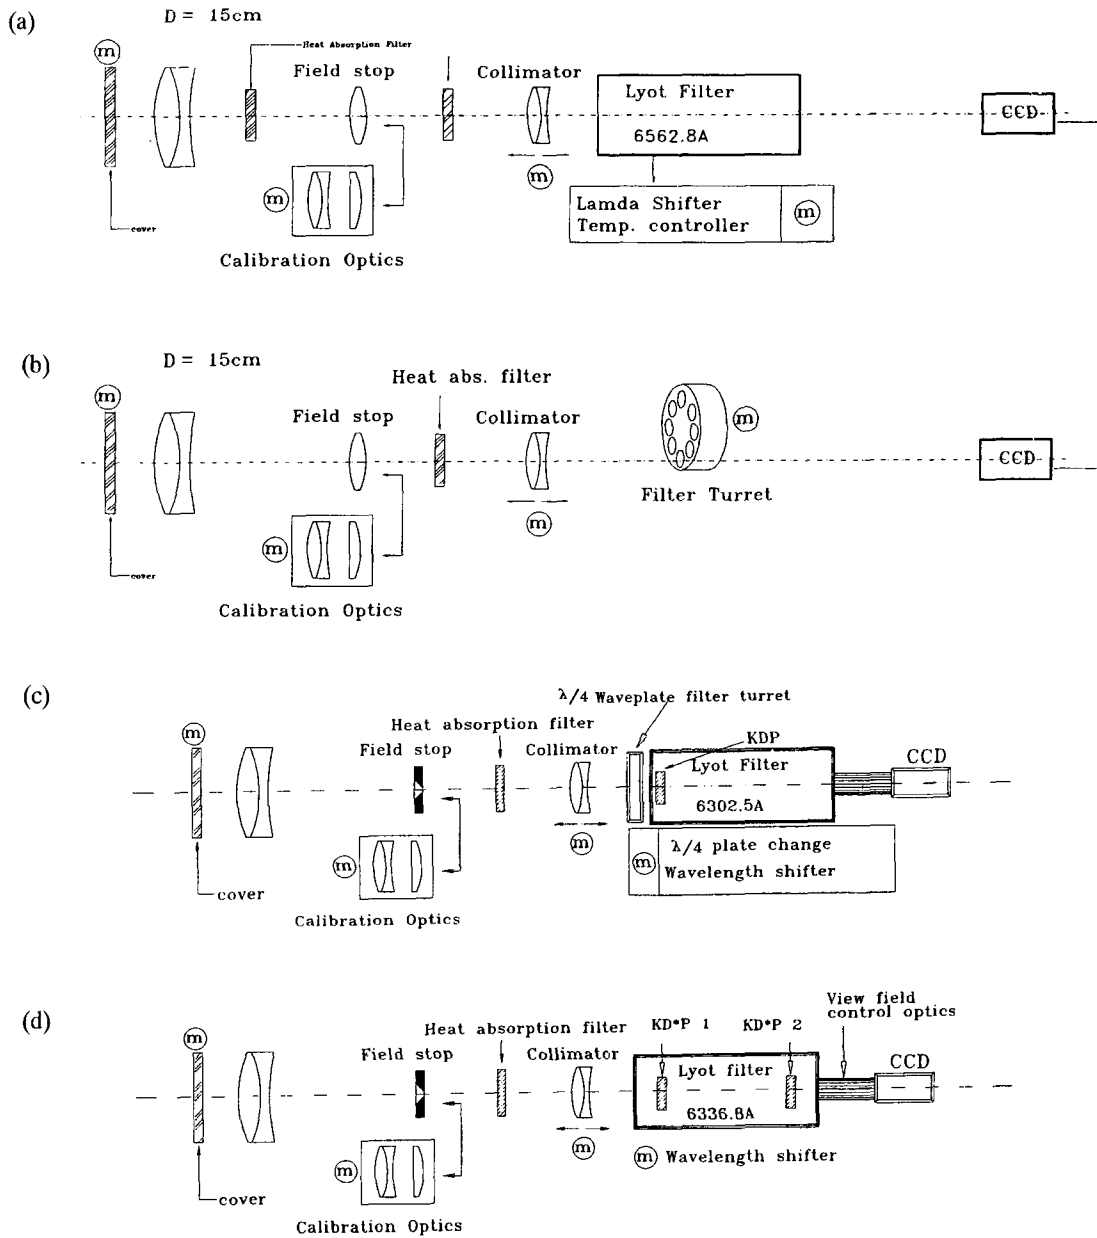 (a)
D = 15cm
m
Heat Absorption Filter
Field stop
Collimator
Lyot Filter
6562.8A
CCD
m
m
Lamda Shifter
Temp. controller
m
cover
Calibration Optics
(b)
D = 15cm
Heat abs. filter
m
Field stop
Collimator
m
CCD
Filter Turret
m
m
cover
Calibration Optics
(c)
λ/4 Waveplate filter turret
Heat absorption filter
m
KDP
Field stop
Collimator
Lyot Filter
CCD
6302.5A
m
λ/4 plate change
m
m
Wavelength shifter
cover
Calibration Optics
(d)
View field
control optics
Heat absorption filter
KD*P 1
KD*P 2
m
Field stop
Collimator
Lyot filter
CCD
6336.8A
m
m
Wavelength shifter
m
cover
Calibration Optics